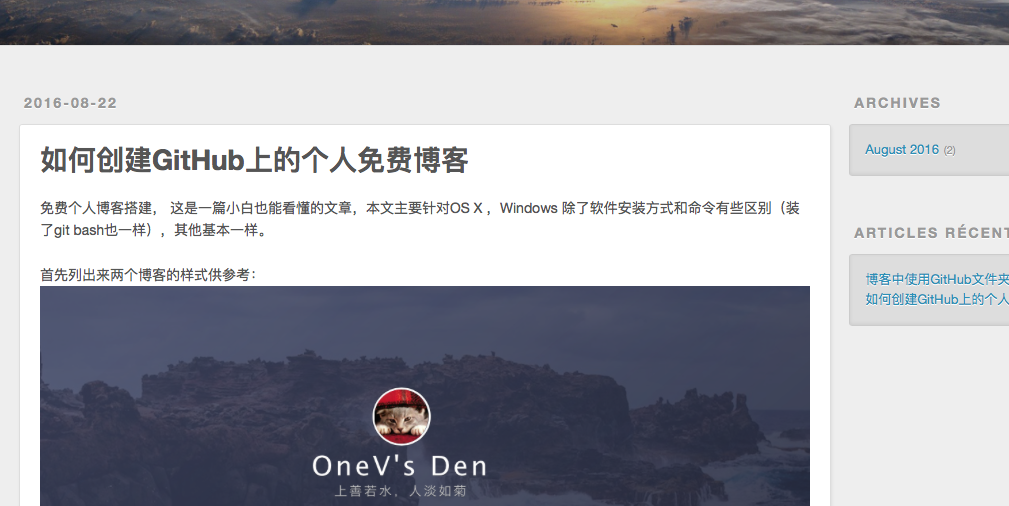 2016-08-22
如何创建GitHub上的个人免费博客
免费个人博客搭建， 这是一篇小白也能看懂的文章，本文主要针对OS X ，Windows 除了软件安装方式和命令有些区别（装
了git bash也一样），其他基本一样。
首先列出来两个博客的样式供参考：
OneV's Den
上善若水，人淡如菊
ARCHIVES
August 2016 (2)
ARTICLES RÉCENT
博客中使用GitHub文件夹
如何创建GitHub上的个人